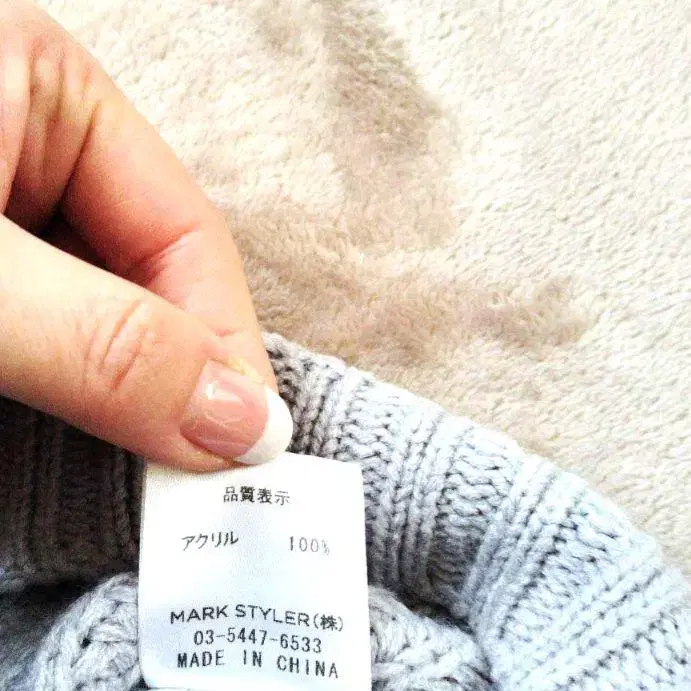 品質表示
アクリル 100%
MARK STYLER(株)
03-5447-6533
MADE IN CHINA